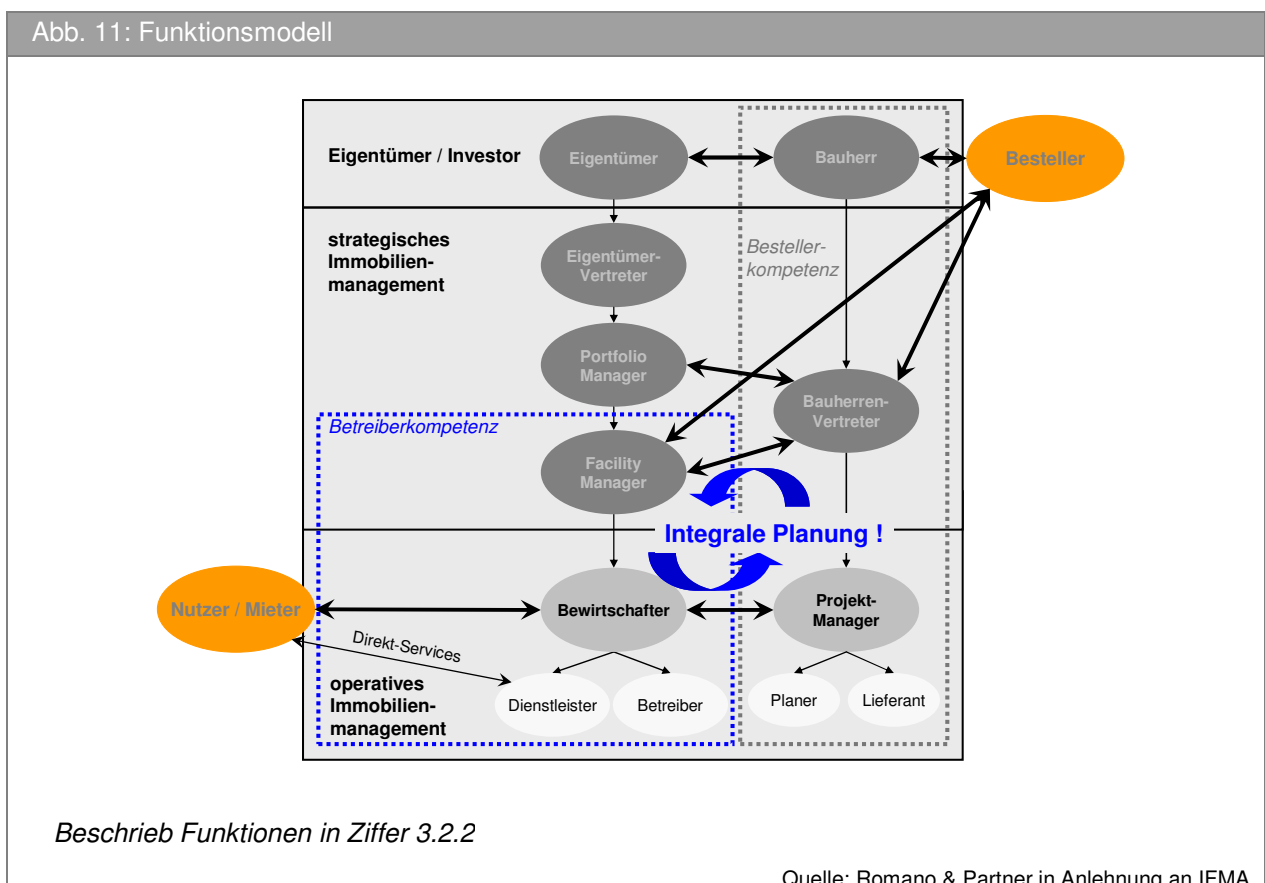 Abb. 11: Funktionsmodell
Eigentümer / Investor
Eigentümer
Bauherr
Besteller
strategisches
Immobilien-
management
Eigentümer-
Vertreter
Besteller-
kompetenz
Portfolio
Manager
Bauherren-
Vertreter
Betreiberkompetenz
Facility
Manager
Integrale Planung !
Nutzer / Mieter
Bewirtschafter
Projekt-
Manager
Direkt-Services
operatives
Immobilien-
management
Dienstleister
Betreiber
Planer
Lieferant
Beschrieb Funktionen in Ziffer 3.2.2
Quelle: Romano & Partner in Anlehnung an IFMA